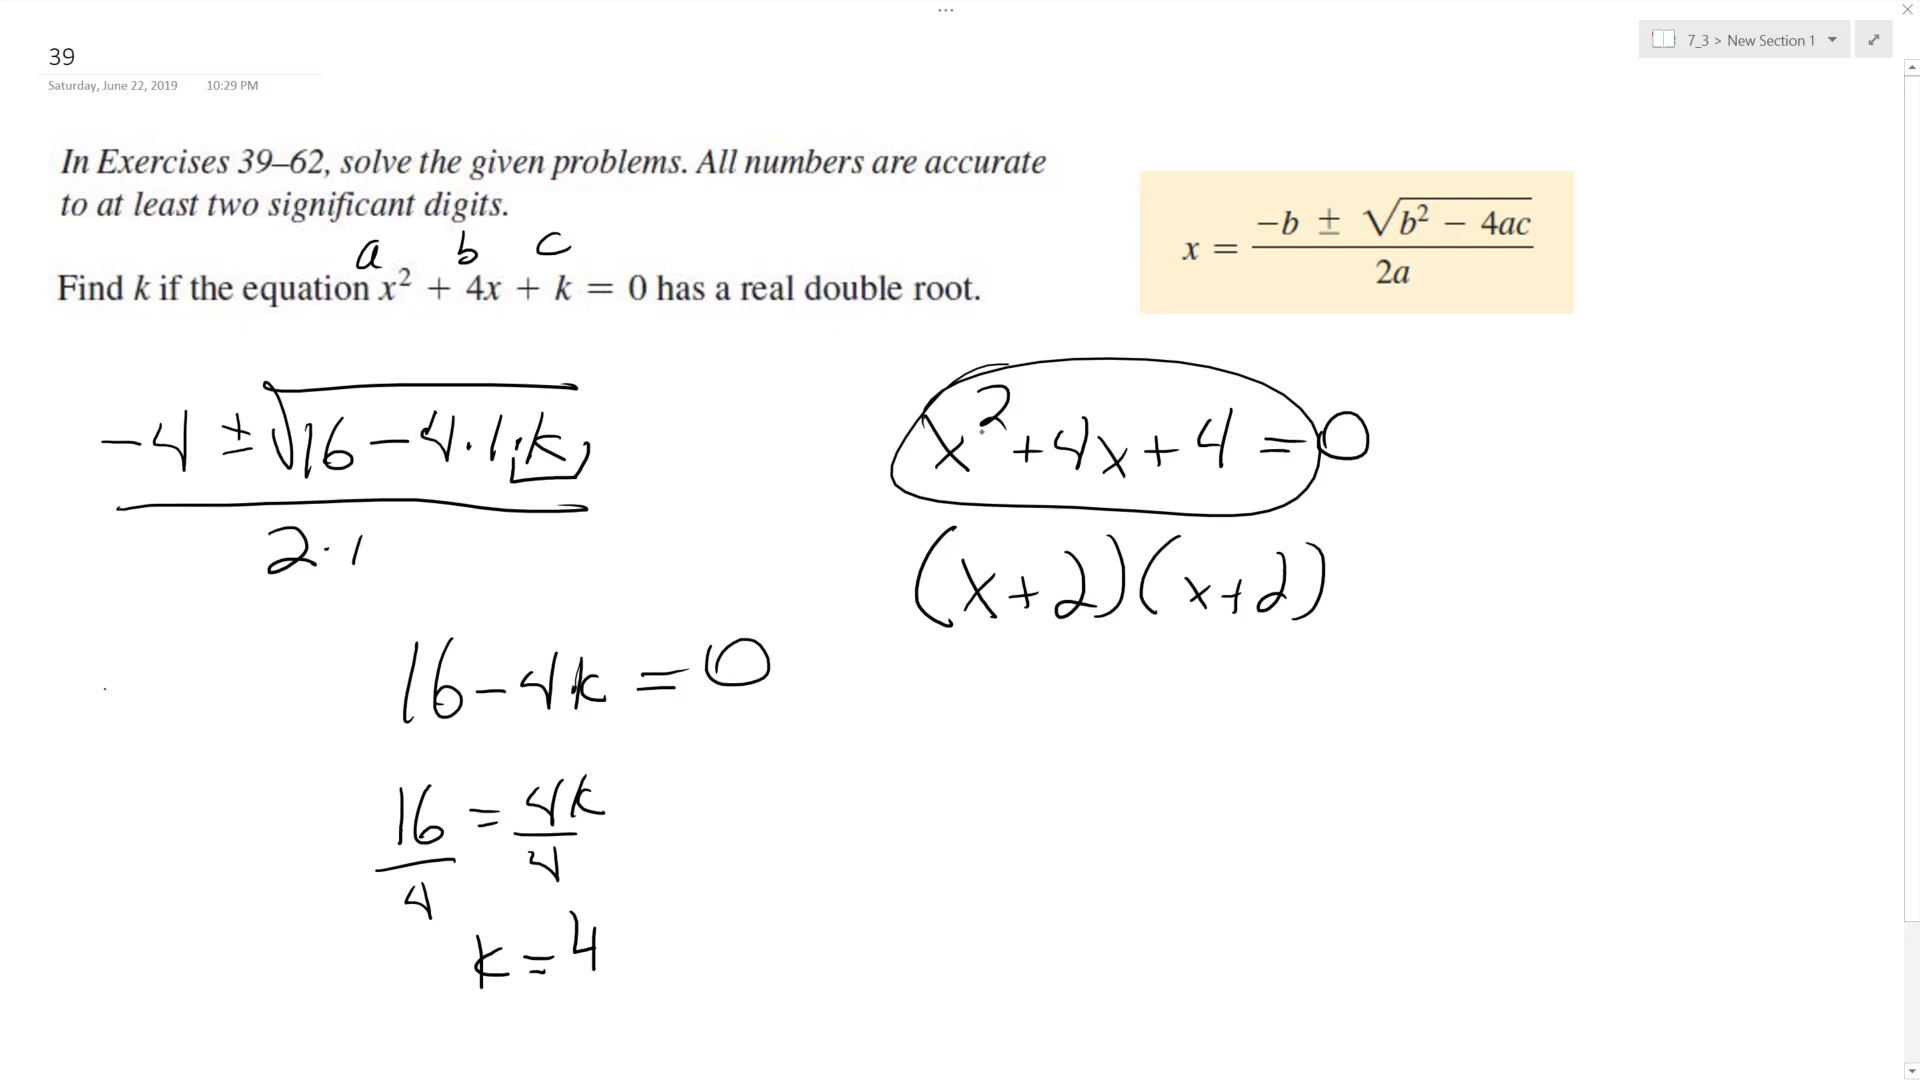 ...
7_3 > New Section 1
39
Saturday, June 22, 2019 10:29 PM
In Exercises 39–62, solve the given problems. All numbers are accurate
to at least two significant digits.
a b c
Find k if the equation x² + 4x + k = 0 has a real double root.
x = (-b ± √(b² − 4ac)) / 2a
-4 ± √16 - 4·1·k
2·1
16 - 4k = 0
16 = 4k
4 4
k = 4
x² + 4x + 4 = 0
(x+2)(x+2)